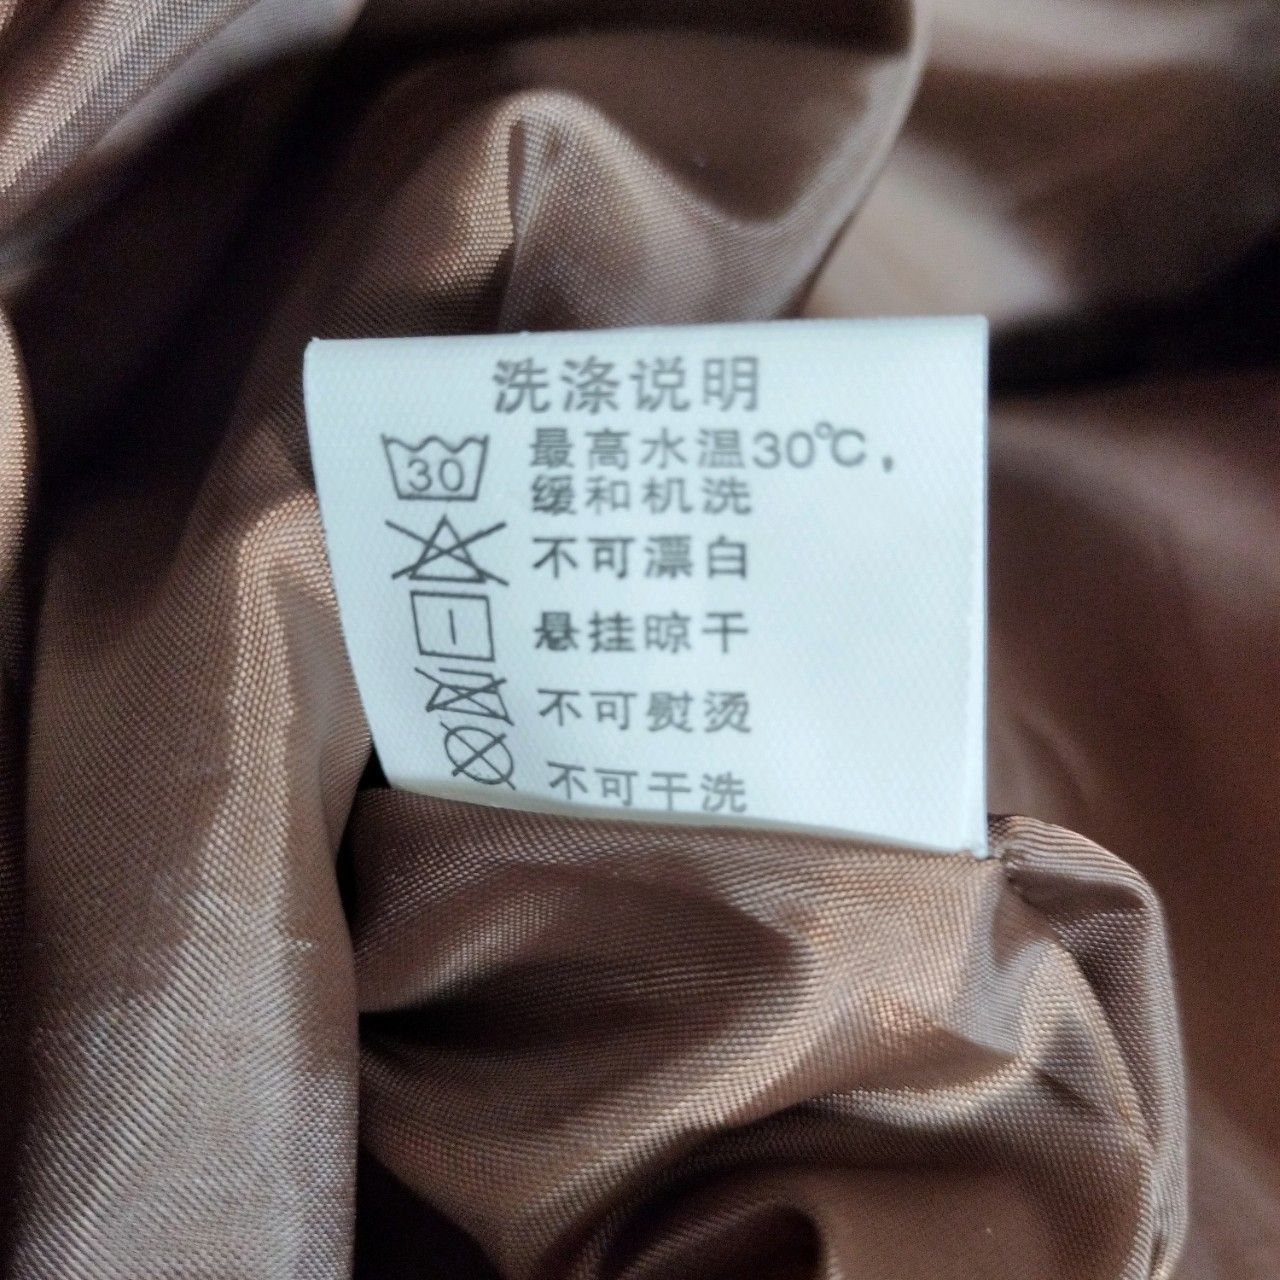 洗涤说明
30 最高水温30℃，
缓和机洗
不可漂白
悬挂晾干
不可熨烫
不可干洗